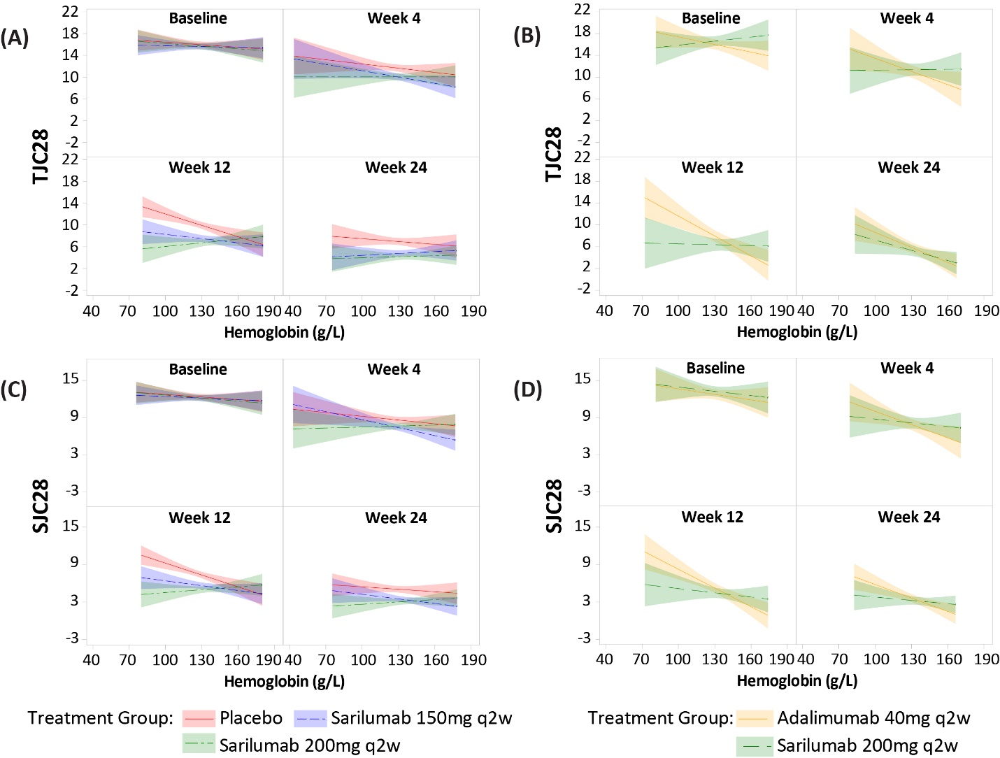 (A)
TJC28
Baseline
Week 4
22
18
14
10
6
2
-2
Week 12
Week 24
22
18
14
10
6
2
-2
40 70 100 130 160 190 40 70 100 130 160 190
Hemoglobin (g/L)
(B)
TJC28
Baseline
Week 4
22
18
14
10
6
2
-2
Week 12
Week 24
22
18
14
10
6
2
-2
40 70 100 130 160 190 40 70 100 130 160 190
Hemoglobin (g/L)
(C)
SJC28
Baseline
Week 4
15
9
3
-3
Week 12
Week 24
15
9
3
-3
40 70 100 130 160 190 40 70 100 130 160 190
Hemoglobin (g/L)
(D)
SJC28
Baseline
Week 4
15
9
3
-3
Week 12
Week 24
15
9
3
-3
40 70 100 130 160 190 40 70 100 130 160 190
Hemoglobin (g/L)
Treatment Group: Placebo Sarilumab 150mg q2w
Sarilumab 200mg q2w
Treatment Group: Adalimumab 40mg q2w
Sarilumab 200mg q2w